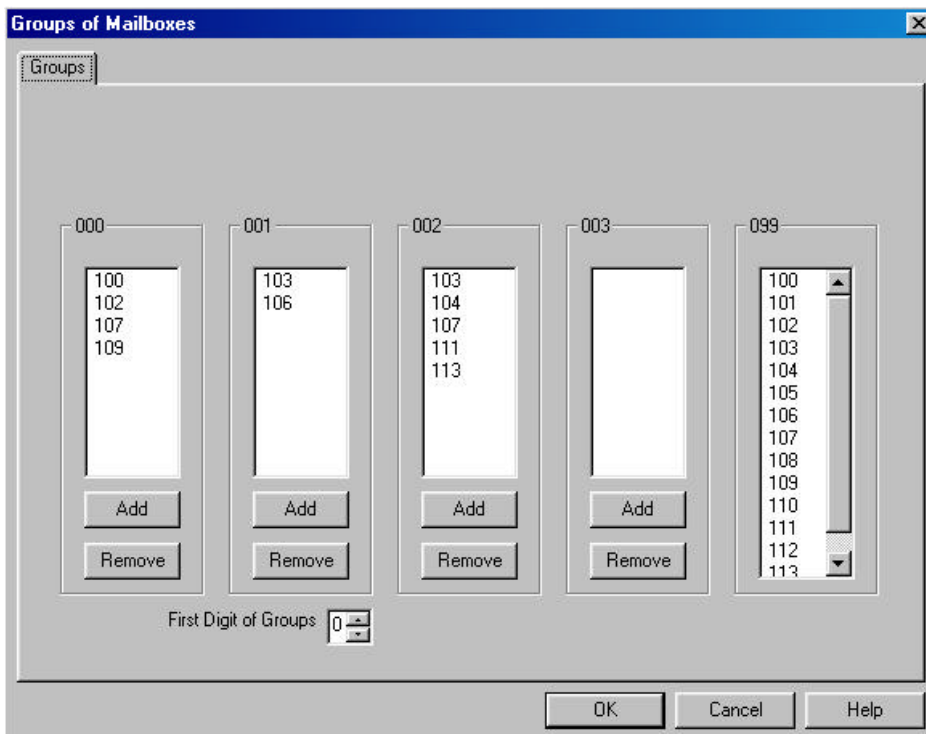 Groups of Mailboxes
Groups
000
100
102
107
109
Add
Remove
001
103
106
Add
Remove
002
103
104
107
111
113
Add
Remove
003
Add
Remove
099
100
101
102
103
104
105
106
107
108
109
110
111
112
113
First Digit of Groups 0
OK Cancel Help